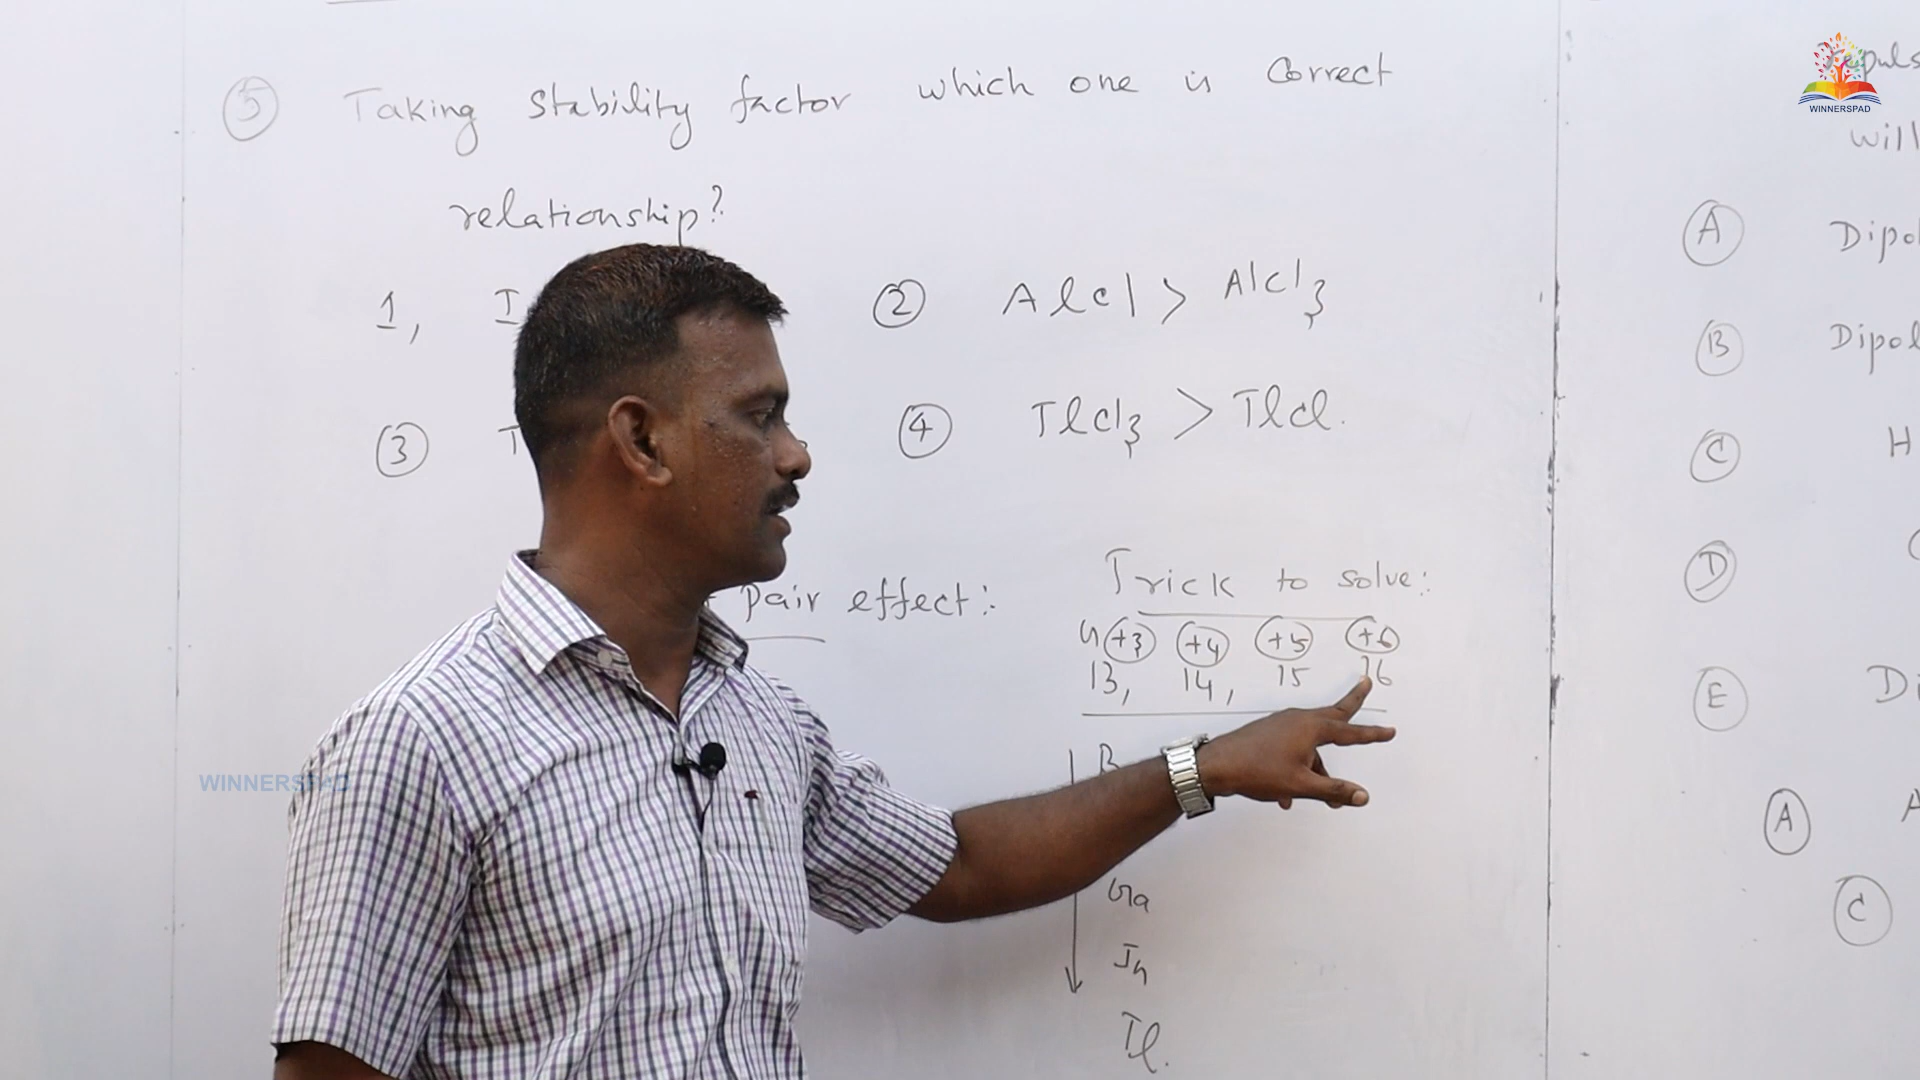 ⑤ Taking stability factor which one is correct
relationship?
1, I
② AlCl > AlCl3
③ T
④ TlCl3 > TlCl.
Pair effect:
Trick to solve:
+3 +4 +5 +6
13, 14, 15 16
B
Ga
In
Tl.
WINNERSPAD
WINNERSPAD
will
Ⓐ Dipol
Ⓑ Dipol
Ⓒ H
Ⓓ
Ⓔ Di
Ⓐ A
Ⓒ